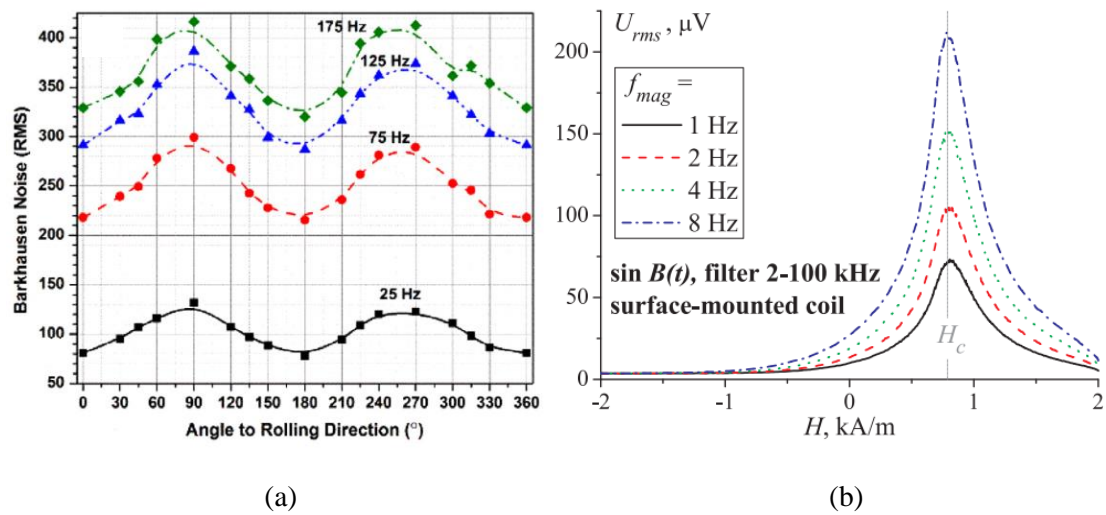 400
350
300
250
200
150
100
50
Barkhausen Noise (RMS)
175 Hz
125 Hz
75 Hz
25 Hz
0 30 60 90 120 150 180 210 240 270 300 330 360
Angle to Rolling Direction (°)
(a)
U_rms , μV
200
150
100
50
0
f_mag =
1 Hz
2 Hz
4 Hz
8 Hz
sin B(t), filter 2-100 kHz
surface-mounted coil
H_c
-2 -1 0 1 2
H, kA/m
(b)